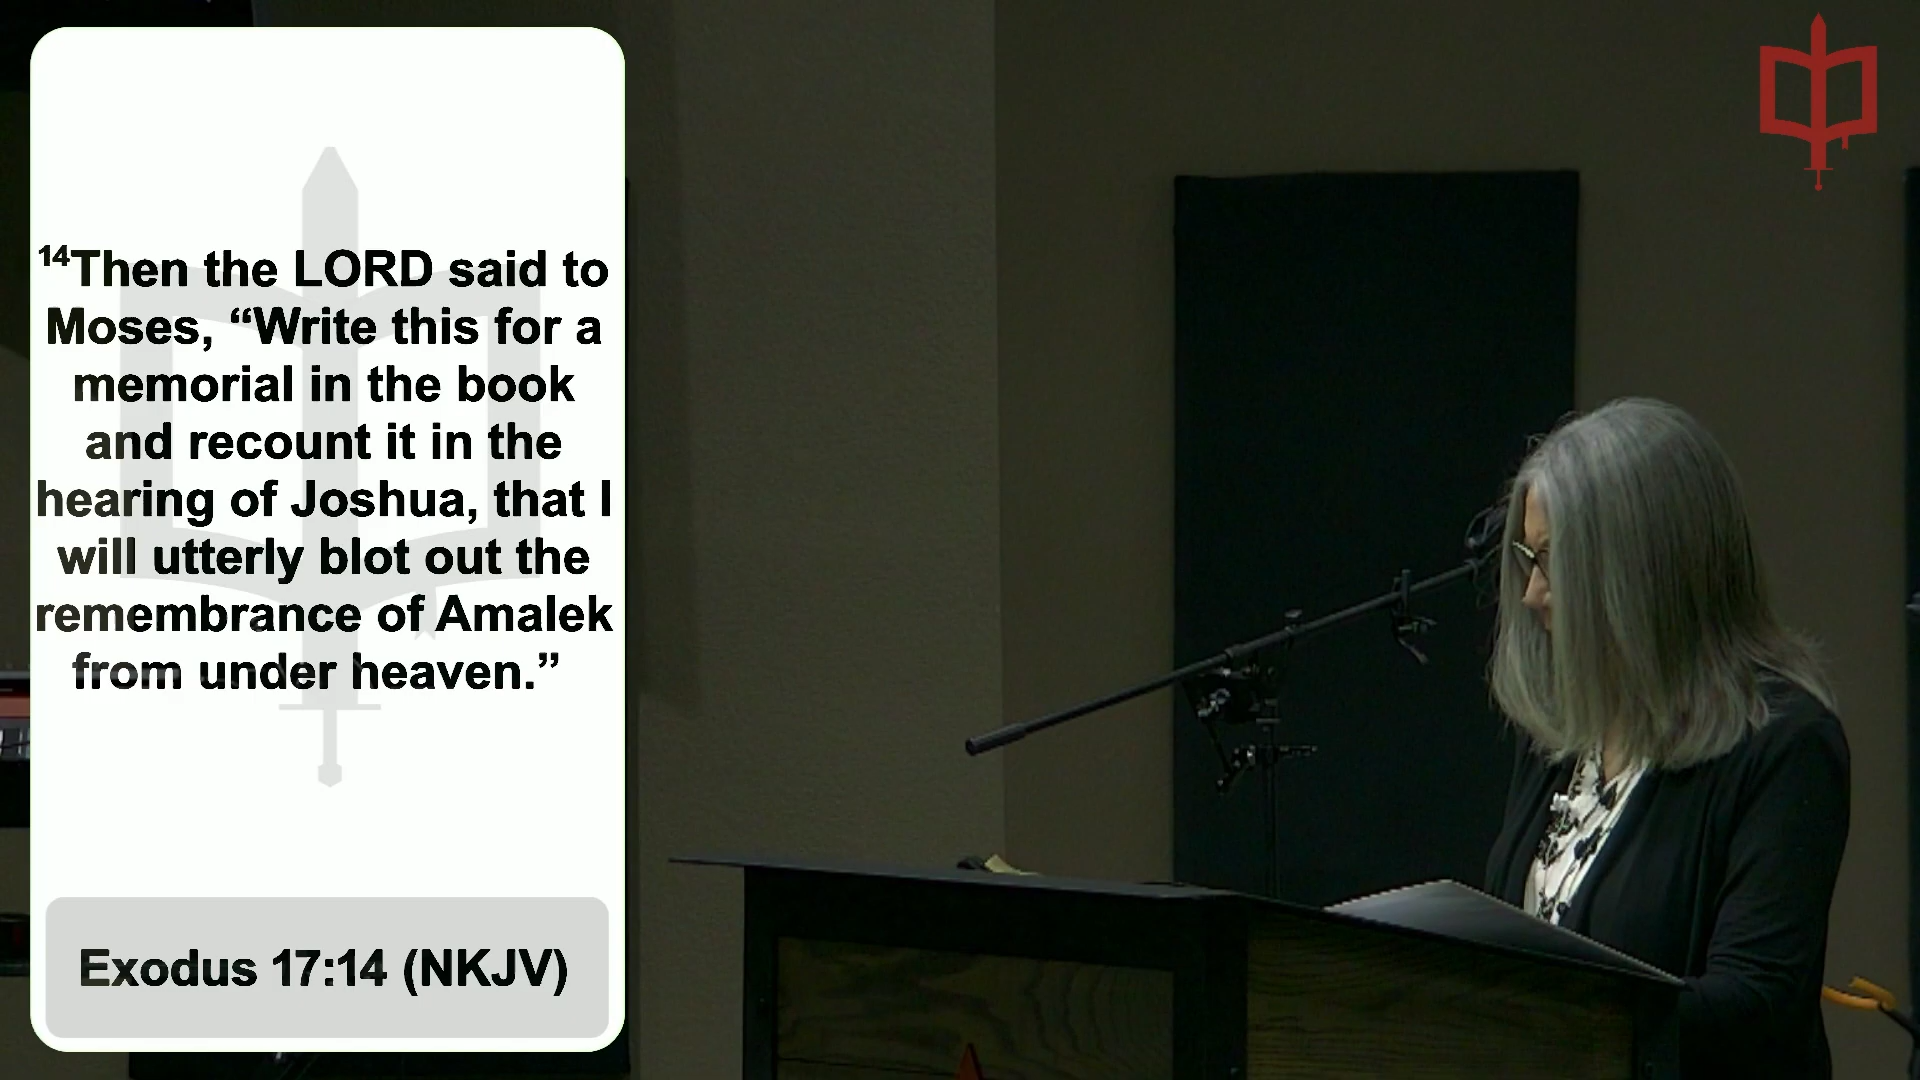 ¹⁴Then the LORD said to
Moses, “Write this for a
memorial in the book
and recount it in the
hearing of Joshua, that I
will utterly blot out the
remembrance of Amalek
from under heaven.”
Exodus 17:14 (NKJV)